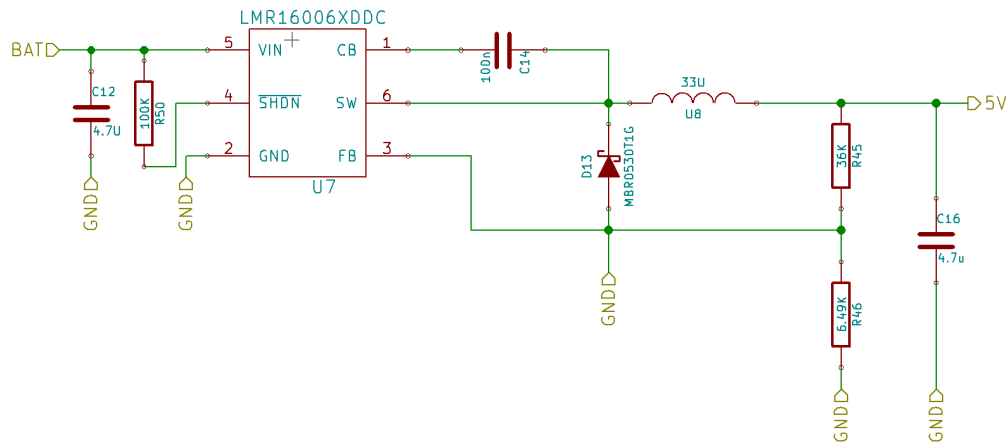 LMR16006XDDC
BAT
5 VIN CB 1
4 SHDN SW 6
2 GND FB 3
U7
C12
4.7U
100K
R50
GND
GND
100n
C14
33U
U8
D13
MBR0530T1G
GND
36K
R45
6.49K
R46
GND
C16
4.7u
GND
5V